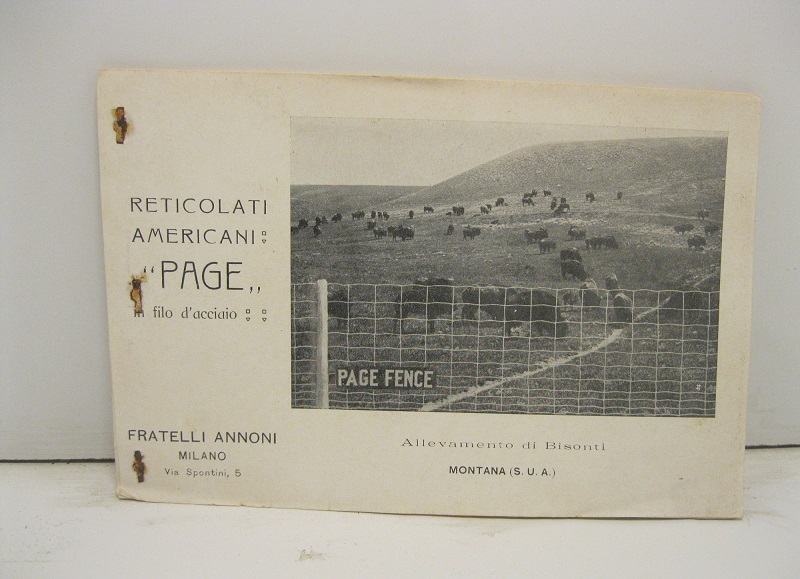 RETICOLATI
AMERICANI
"PAGE„
in filo d'acciaio
FRATELLI ANNONI
MILANO
Via Spontini, 5
PAGE FENCE
Allevamento di Bisonti
MONTANA (S. U. A.)